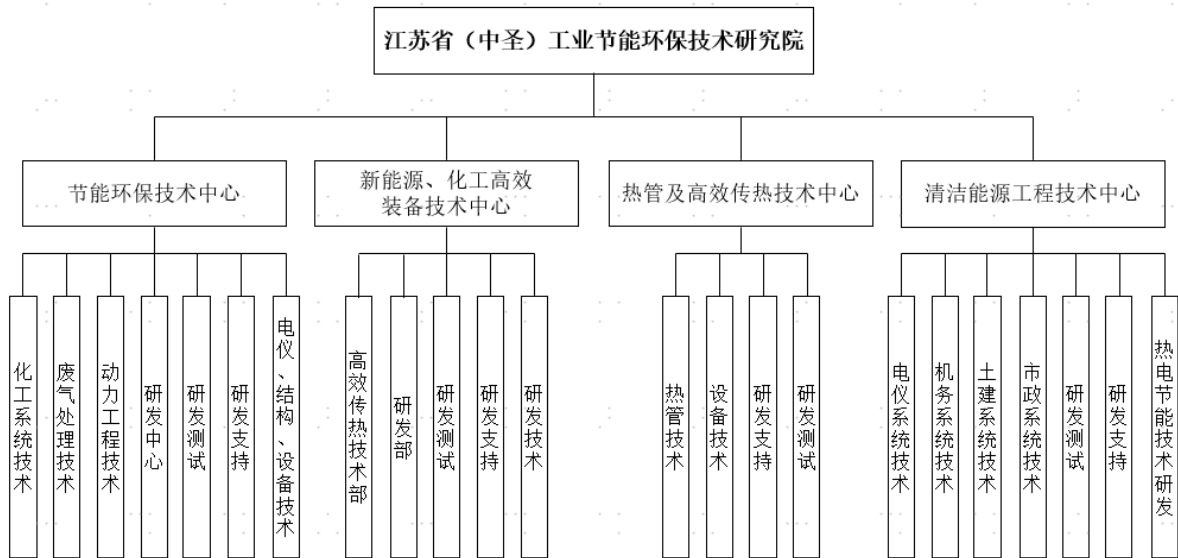 江苏省（中圣）工业节能环保技术研究院
节能环保技术中心
新能源、化工高效
装备技术中心
热管及高效传热技术中心
清洁能源工程技术中心
化工系统技术
废气处理技术
动力工程技术
研发中心
研发测试
研发支持
电仪、结构、设备技术
高效传热技术部
研发部
研发测试
研发支持
研发技术
热管技术
设备技术
研发支持
研发测试
电仪系统技术
机务系统技术
土建系统技术
市政系统技术
研发测试
研发支持
热电节能技术研发